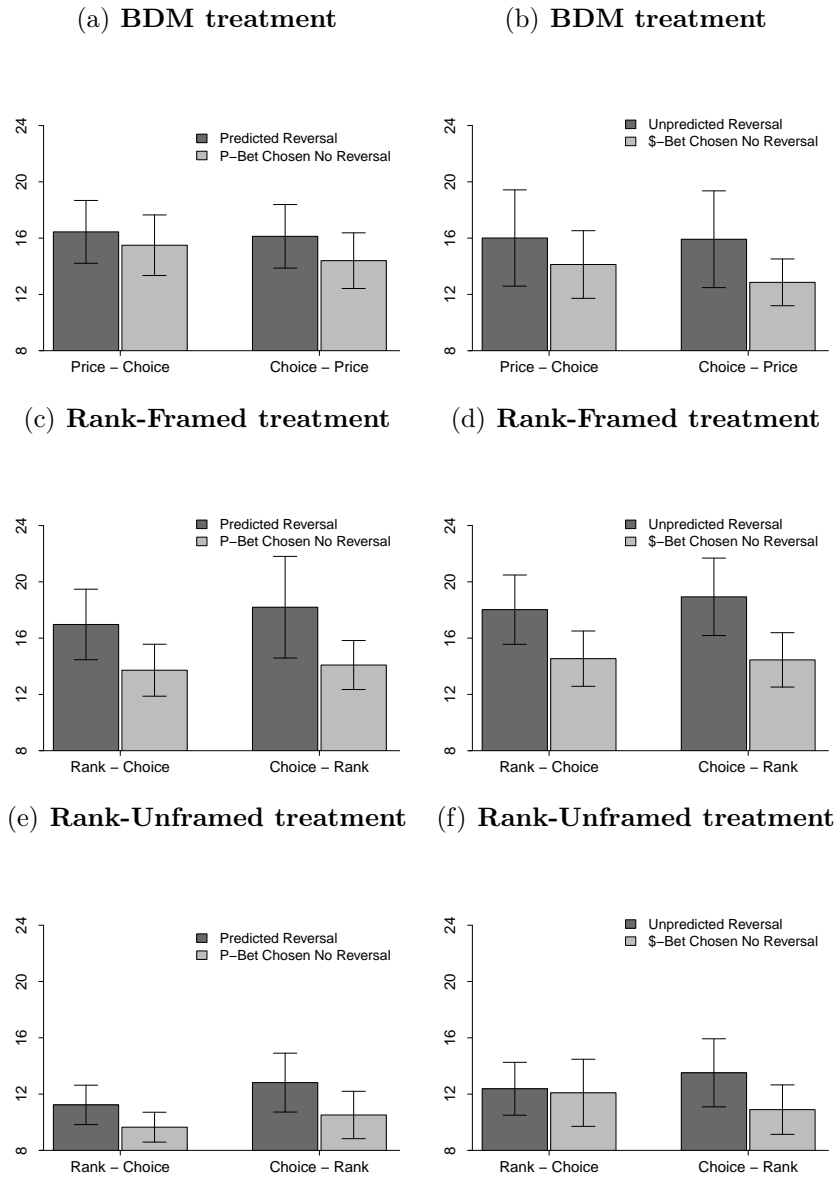 (a) BDM treatment
(b) BDM treatment
24
20
16
12
8
Predicted Reversal
P−Bet Chosen No Reversal
Price − Choice
Choice − Price
24
20
16
12
8
Unpredicted Reversal
$−Bet Chosen No Reversal
Price − Choice
Choice − Price
(c) Rank-Framed treatment
(d) Rank-Framed treatment
24
20
16
12
8
Predicted Reversal
P−Bet Chosen No Reversal
Rank − Choice
Choice − Rank
24
20
16
12
8
Unpredicted Reversal
$−Bet Chosen No Reversal
Rank − Choice
Choice − Rank
(e) Rank-Unframed treatment
(f) Rank-Unframed treatment
24
20
16
12
8
Predicted Reversal
P−Bet Chosen No Reversal
Rank − Choice
Choice − Rank
24
20
16
12
8
Unpredicted Reversal
$−Bet Chosen No Reversal
Rank − Choice
Choice − Rank